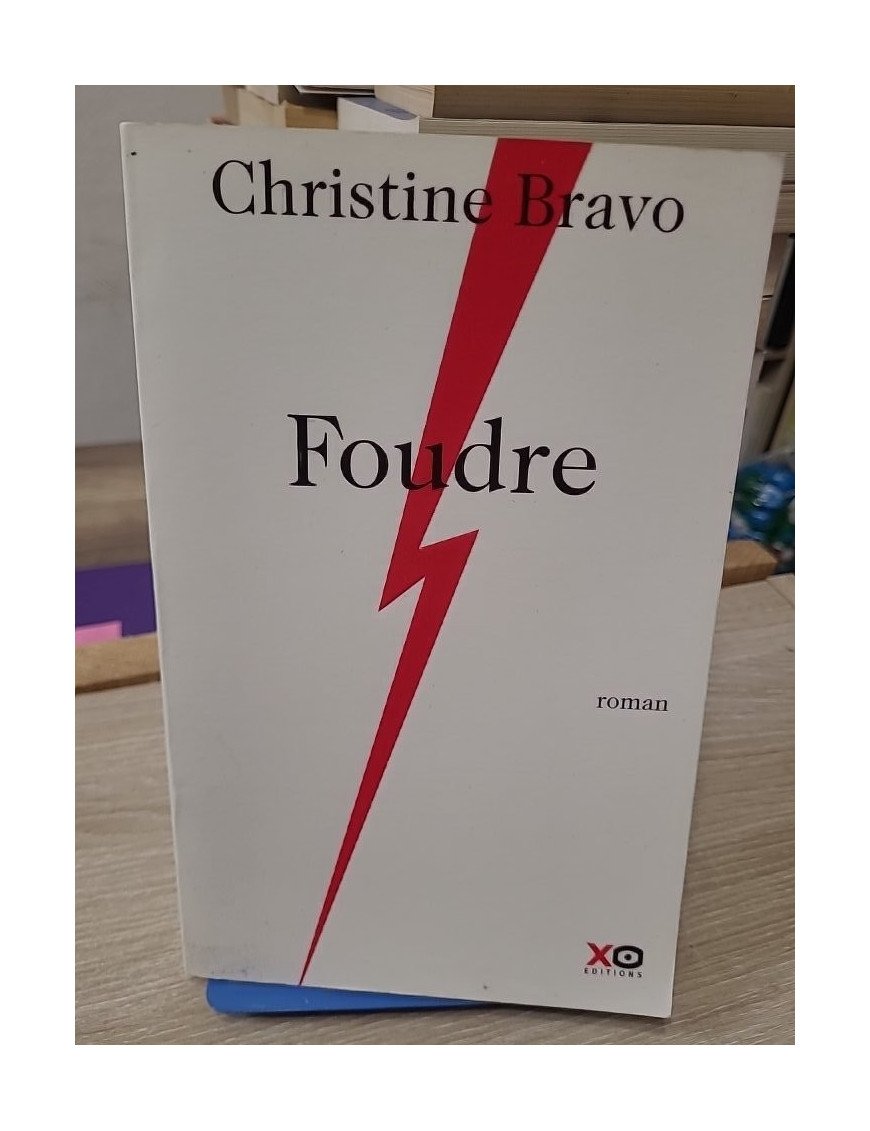 Christine Bravo
Foudre
roman
XO
EDITIONS